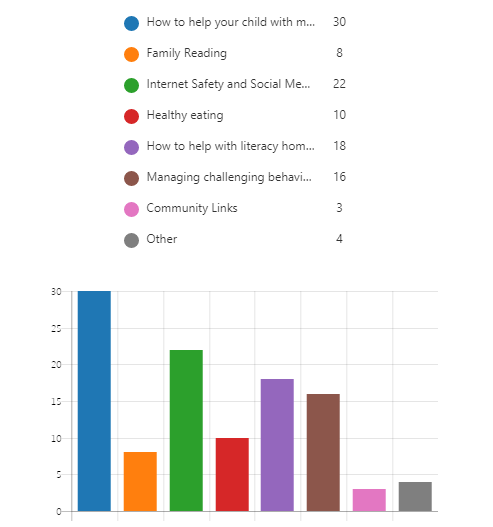 How to help your child with m... 30
Family Reading 8
Internet Safety and Social Me... 22
Healthy eating 10
How to help with literacy hom... 18
Managing challenging behavi... 16
Community Links 3
Other 4
30
25
20
15
10
5
0